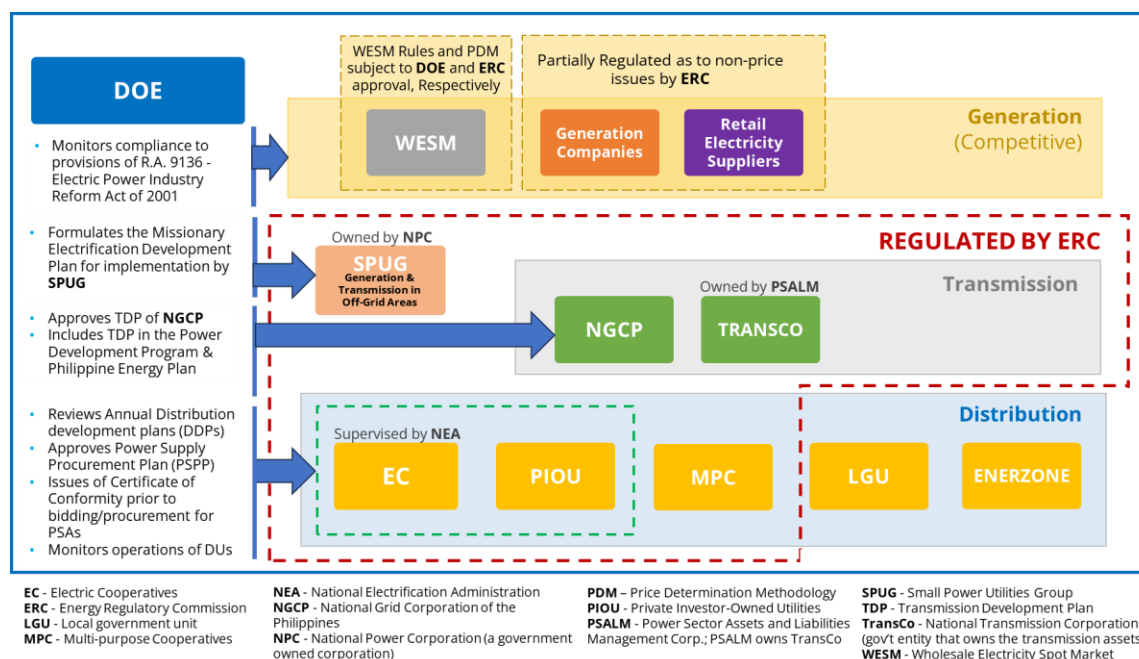 DOE
Monitors compliance to
provisions of R.A. 9136 -
Electric Power Industry
Reform Act of 2001
Formulates the Missionary
Electrification Development
Plan for implementation by
SPUG
Approves TDP of NGCP
Includes TDP in the Power
Development Program &
Philippine Energy Plan
Reviews Annual Distribution
development plans (DDPs)
Approves Power Supply
Procurement Plan (PSPP)
Issues of Certificate of
Conformity prior to
bidding/procurement for
PSAs
Monitors operations of DUs
WESM Rules and PDM
subject to DOE and ERC
approval, Respectively
WESM
Partially Regulated as to non-price
issues by ERC
Generation
Companies
Retail
Electricity
Suppliers
Generation
(Competitive)
REGULATED BY ERC
Owned by NPC
SPUG
Generation &
Transmission in
Off-Grid Areas
Transmission
NGCP
Owned by PSALM
TRANSCO
Distribution
Supervised by NEA
EC
PIOU
MPC
LGU
ENERZONE
EC - Electric Cooperatives
ERC - Energy Regulatory Commission
LGU - Local government unit
MPC - Multi-purpose Cooperatives
NEA - National Electrification Administration
NGCP - National Grid Corporation of the
Philippines
NPC - National Power Corporation (a government
owned corporation)
PDM – Price Determination Methodology
PIOU - Private Investor-Owned Utilities
PSALM - Power Sector Assets and Liabilities
Management Corp.; PSALM owns TransCo
SPUG - Small Power Utilities Group
TDP - Transmission Development Plan
TransCo - National Transmission Corporation
(gov't entity that owns the transmission assets
WESM - Wholesale Electricity Spot Market